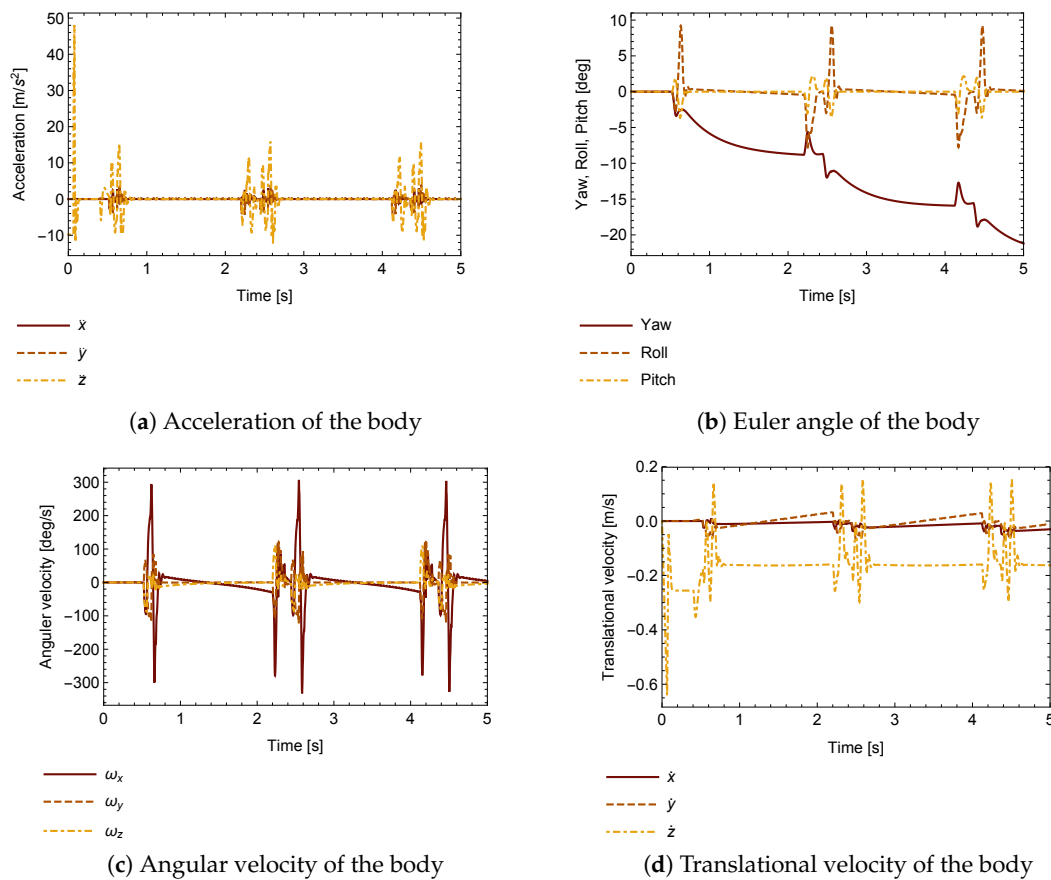 50
40
30
20
10
0
−10
Acceleration [m/s²]
0 1 2 3 4 5
Time [s]
ẍ
ÿ
z̈
(a) Acceleration of the body
10
5
0
−5
−10
−15
−20
Yaw, Roll, Pitch [deg]
0 1 2 3 4 5
Time [s]
Yaw
Roll
Pitch
(b) Euler angle of the body
300
200
100
0
−100
−200
−300
Anguler velocity [deg/s]
0 1 2 3 4 5
Time [s]
ωx
ωy
ωz
(c) Angular velocity of the body
0.2
0.0
−0.2
−0.4
−0.6
Translational velocity [m/s]
0 1 2 3 4 5
Time [s]
ẋ
ẏ
ż
(d) Translational velocity of the body